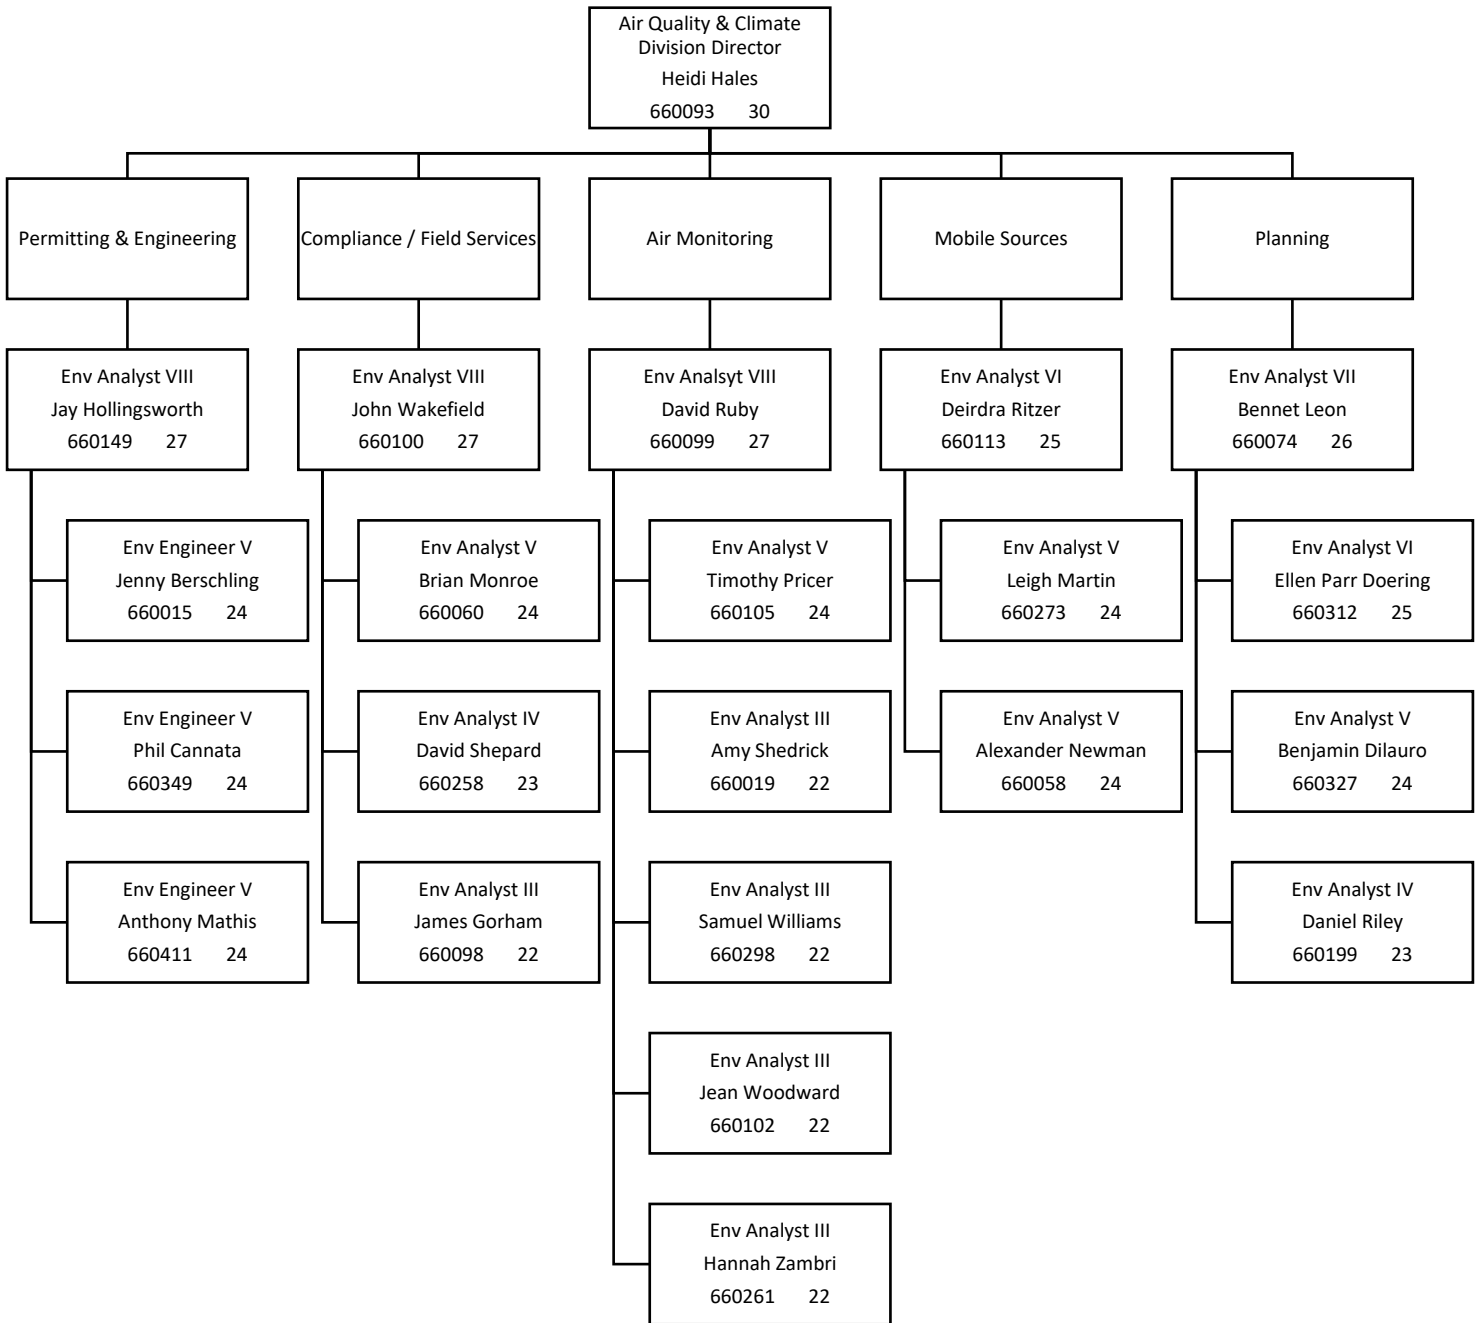 Air Quality & Climate
Division Director
Heidi Hales
660093 30
Permitting & Engineering
Compliance / Field Services
Air Monitoring
Mobile Sources
Planning
Env Analyst VIII
Jay Hollingsworth
660149 27
Env Analyst VIII
John Wakefield
660100 27
Env Analsyt VIII
David Ruby
660099 27
Env Analyst VI
Deirdra Ritzer
660113 25
Env Analyst VII
Bennet Leon
660074 26
Env Engineer V
Jenny Berschling
660015 24
Env Analyst V
Brian Monroe
660060 24
Env Analyst V
Timothy Pricer
660105 24
Env Analyst V
Leigh Martin
660273 24
Env Analyst VI
Ellen Parr Doering
660312 25
Env Engineer V
Phil Cannata
660349 24
Env Analyst IV
David Shepard
660258 23
Env Analyst III
Amy Shedrick
660019 22
Env Analyst V
Alexander Newman
660058 24
Env Analyst V
Benjamin Dilauro
660327 24
Env Engineer V
Anthony Mathis
660411 24
Env Analyst III
James Gorham
660098 22
Env Analyst III
Samuel Williams
660298 22
Env Analyst IV
Daniel Riley
660199 23
Env Analyst III
Jean Woodward
660102 22
Env Analyst III
Hannah Zambri
660261 22